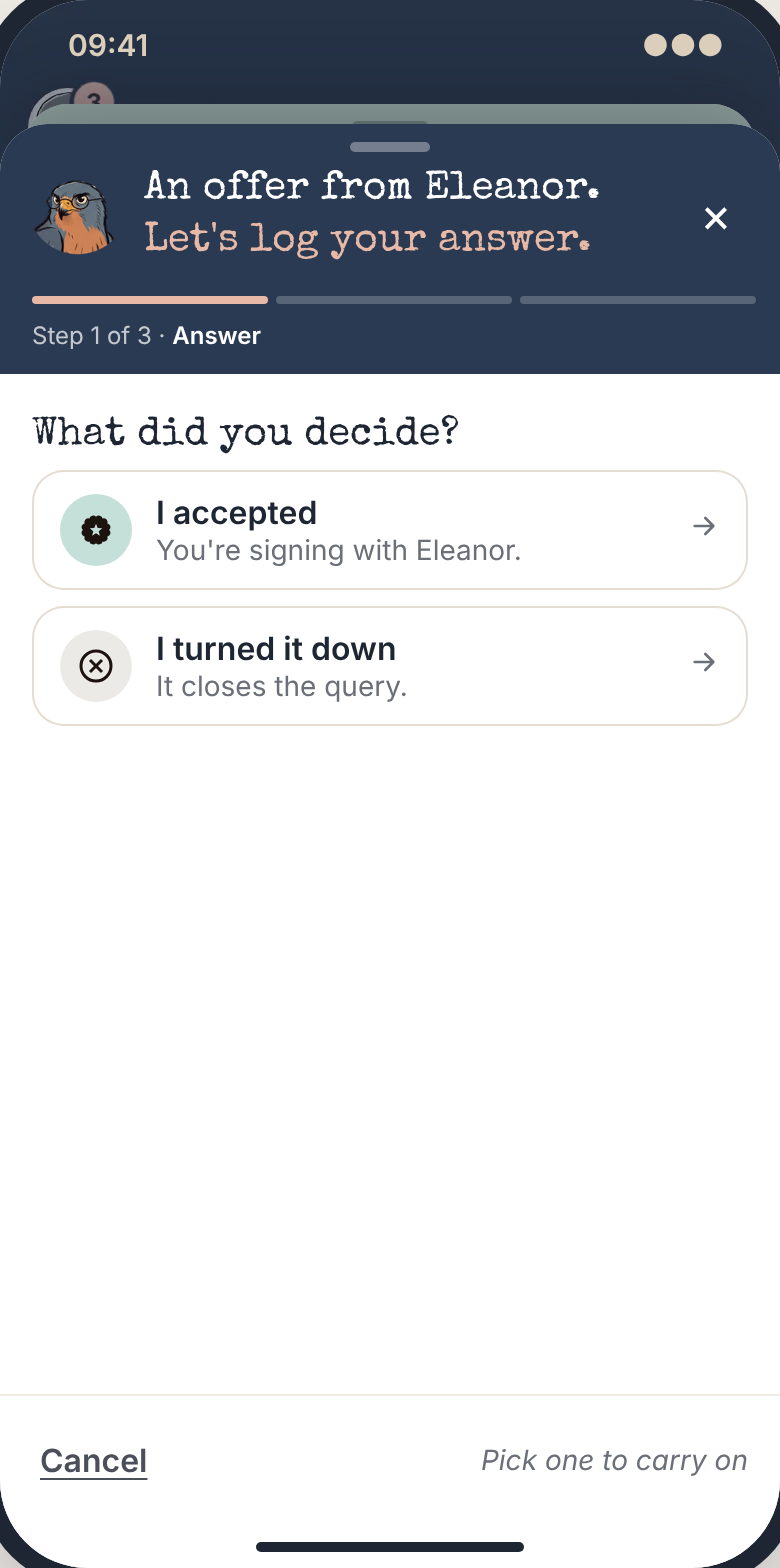 09:41
3
An offer from Eleanor.
Let's log your answer.
Step 1 of 3 · Answer
What did you decide?
I accepted
You're signing with Eleanor.
I turned it down
It closes the query.
Cancel
Pick one to carry on